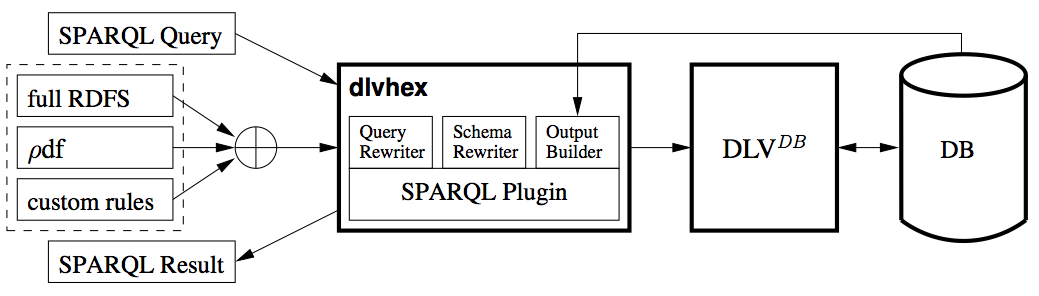 SPARQL Query
full RDFS
ρdf
custom rules
SPARQL Result
dlvhex
Query
Rewriter
Schema
Rewriter
Output
Builder
SPARQL Plugin
DLV^DB
DB